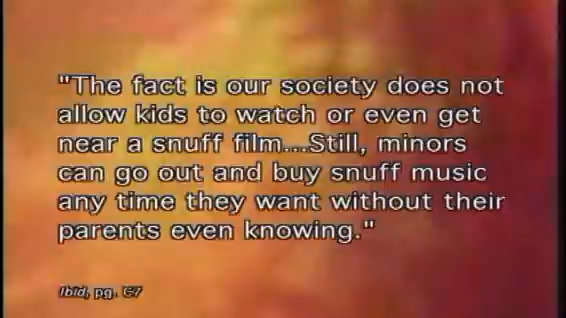 "The fact is our society does not
allow kids to watch or even get
near a snuff film....Still, minors
can go out and buy snuff music
any time they want without their
parents even knowing."
Ibid, pg. C7